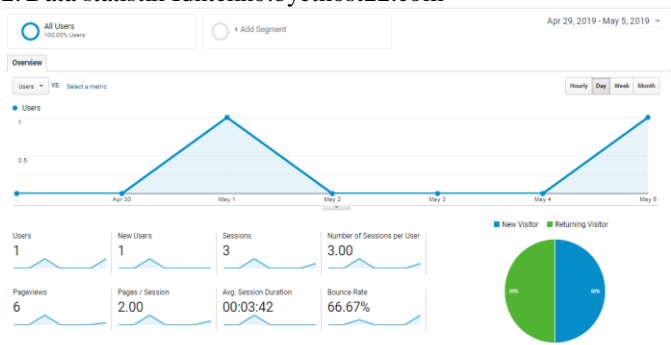 Data statistik
All Users
100.00% Users
+ Add Segment
Apr 29, 2019 - May 5, 2019
Overview
Users VS. Select a metric
Hourly Day Week Month
Users
1
0.5
... Apr 30 May 1 May 2 May 3 May 4 May 5
New Visitor Returning Visitor
Users New Users Sessions Number of Sessions per User
1 1 3 3.00
Pageviews Pages / Session Avg. Session Duration Bounce Rate
6 2.00 00:03:42 66.67%
50% 50%